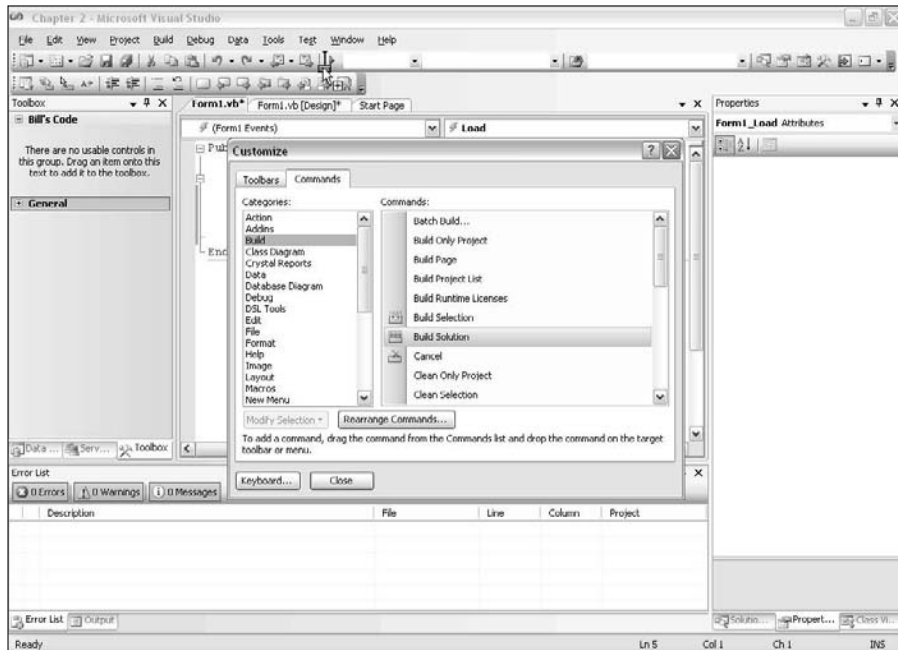 Chapter 2 - Microsoft Visual Studio
File Edit View Project Build Debug Data Tools Test Window Help
Toolbox
Bill's Code
There are no usable controls in
this group. Drag an item onto this
text to add it to the toolbox.
General
Data ... Serv... Toolbox
Form1.vb* Form1.vb [Design]* Start Page
(Form1 Events) Load
Pub
End
Customize
Toolbars Commands
Categories:
Action
Addins
Build
Class Diagram
Crystal Reports
Data
Database Diagram
Debug
DSL Tools
Edit
File
Format
Help
Image
Layout
Macros
New Menu
Commands:
Batch Build...
Build Only Project
Build Page
Build Project List
Build Runtime Licenses
Build Selection
Build Solution
Cancel
Clean Only Project
Clean Selection
Modify Selection Rearrange Commands...
To add a command, drag the command from the Commands list and drop the command on the target
toolbar or menu.
Keyboard... Close
Properties
Form1_Load Attributes
Error List
0 Errors 0 Warnings 0 Messages
Description File Line Column Project
Error List Output
Solutio... Propert... Class Vi...
Ready Ln 5 Col 1 Ch 1 INS